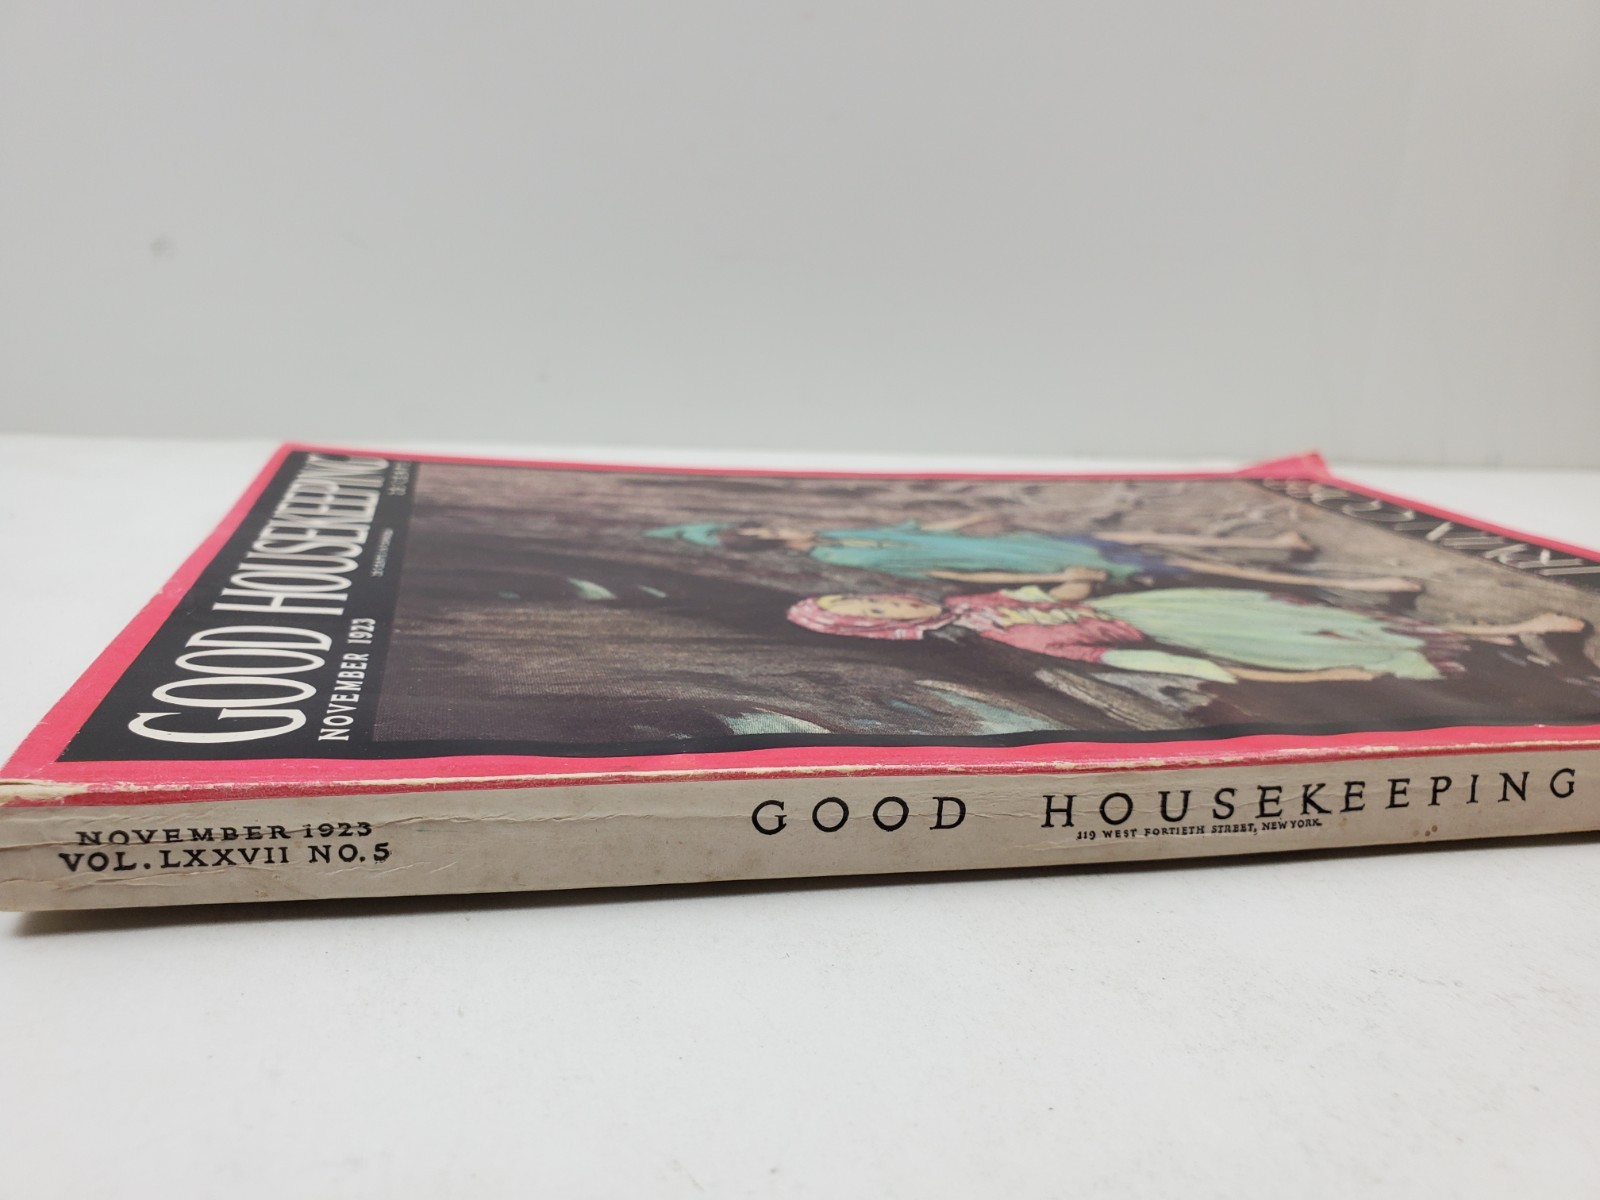 GOOD HOUSEKEEPING
NOVEMBER 1923
NOVEMBER 1923
VOL. LXXVII NO. 5
GOOD HOUSEKEEPING
119 WEST FORTIETH STREET, NEW YORK